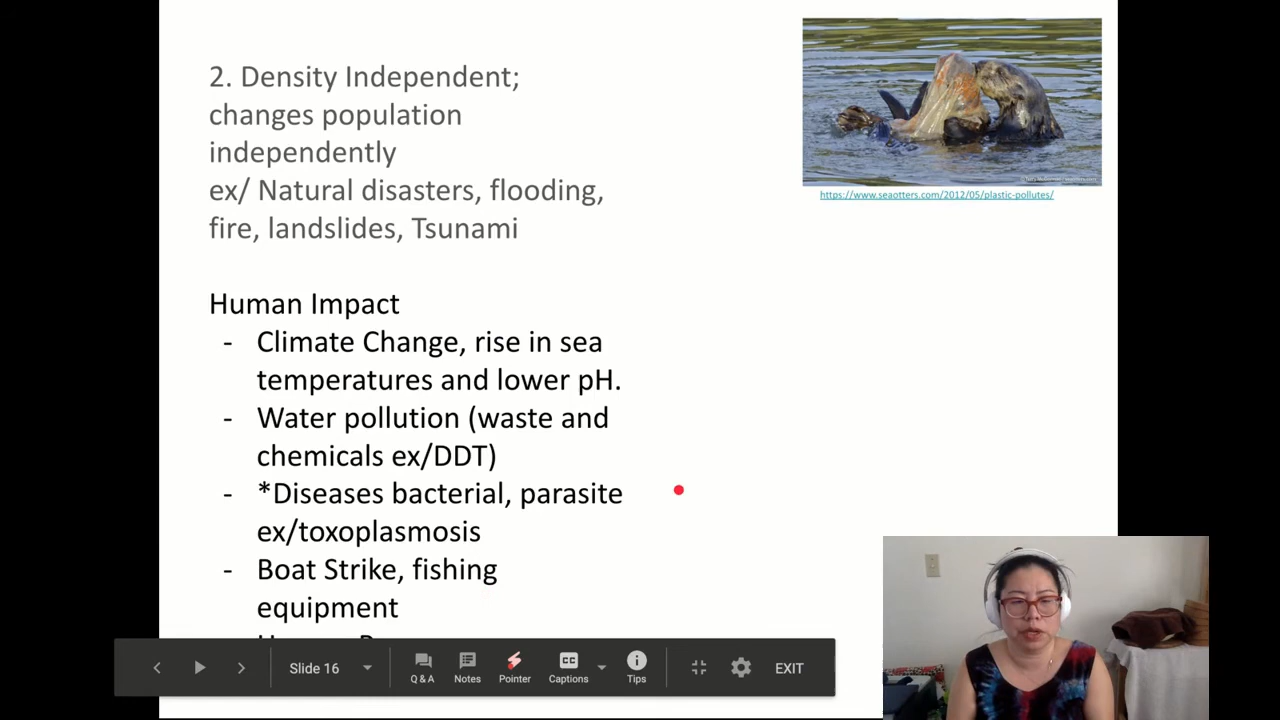 2. Density Independent;
changes population
independently
ex/ Natural disasters, flooding,
fire, landslides, Tsunami
https://www.seaotters.com/2012/05/plastic-pollutes/
Human Impact
- Climate Change, rise in sea
temperatures and lower pH.
- Water pollution (waste and
chemicals ex/DDT)
- *Diseases bacterial, parasite
ex/toxoplasmosis
- Boat Strike, fishing
equipment
Slide 16
Q & A
Notes
Pointer
CC
Captions
Tips
EXIT